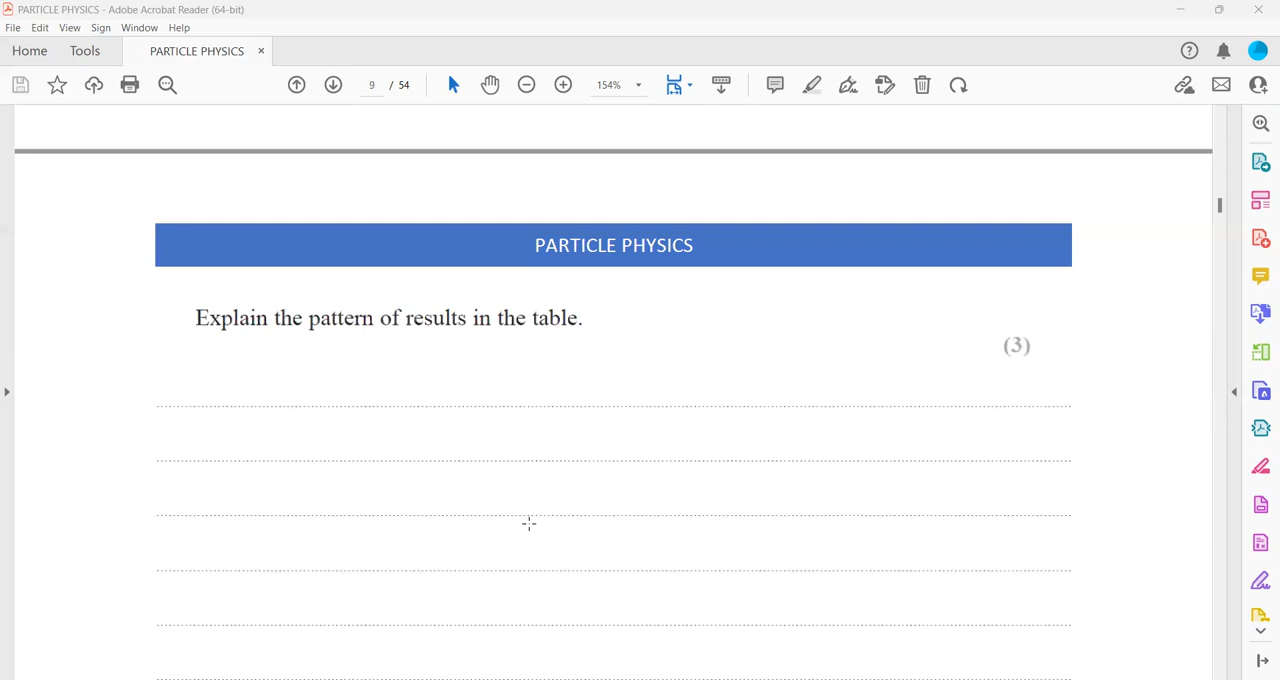 PARTICLE PHYSICS - Adobe Acrobat Reader (64-bit)
File Edit View Sign Window Help
Home Tools PARTICLE PHYSICS ×
9 / 54 154%
PARTICLE PHYSICS
Explain the pattern of results in the table.
(3)